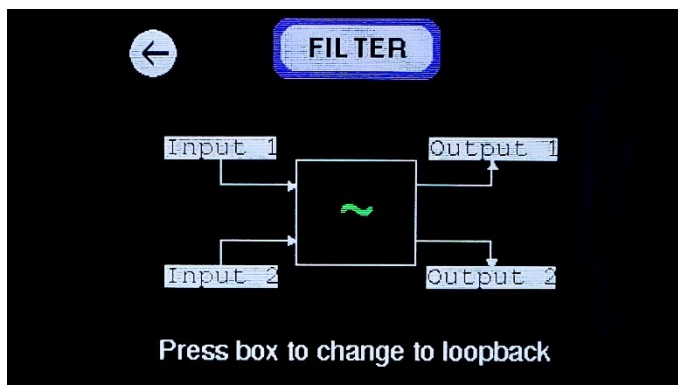 FILTER
Input 1
Output 1
~
Input 2
Output 2
Press box to change to loopback